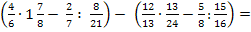 (4/6 · 1 7/8 − 2/7 : 8/21) − (12/13 · 13/24 − 5/8 : 15/16) =